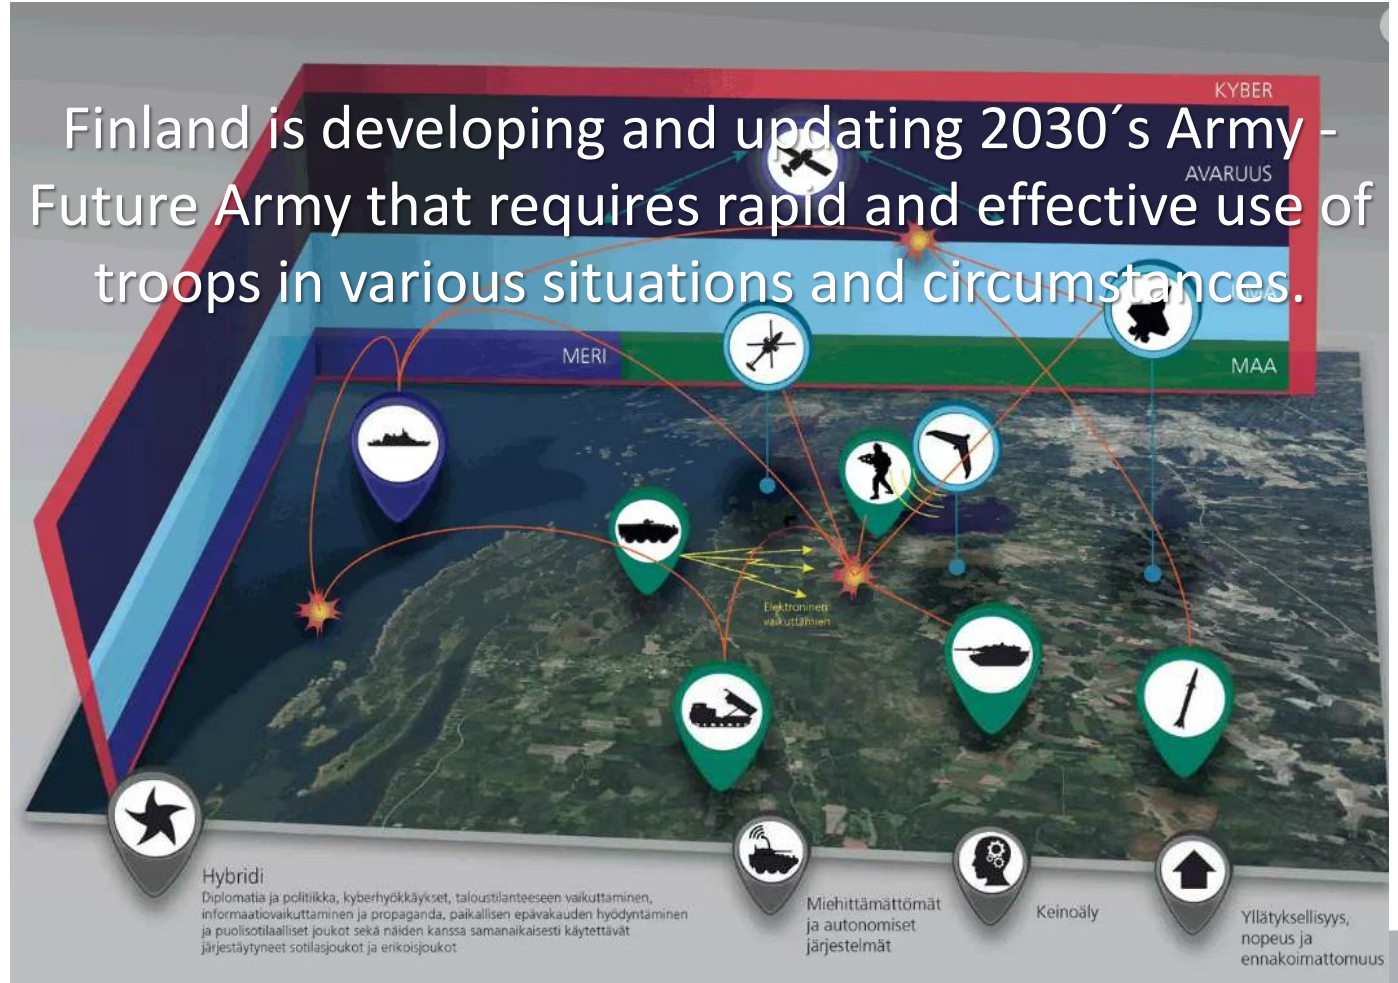 Finland is developing and updating 2030´s Army -
Future Army that requires rapid and effective use of
troops in various situations and circumstances.
KYBER
AVARUUS
MERI
MAA
Elektroninen
vaikuttamien
Hybridi
Diplomatia ja politiikka, kyberhyökkäykset, taloustilanteeseen vaikuttaminen,
informaatiovaikuttaminen ja propaganda, paikallisen epävakauden hyödyntäminen
ja puolisotilaalliset joukot sekä näiden kanssa samanaikaisesti käytettävät
järjestäytyneet sotilasjoukot ja erikoisjoukot
Miehittämättömät
ja autonomiset
järjestelmät
Keinoäly
Yllätyksellisyys,
nopeus ja
ennakoimattomuus